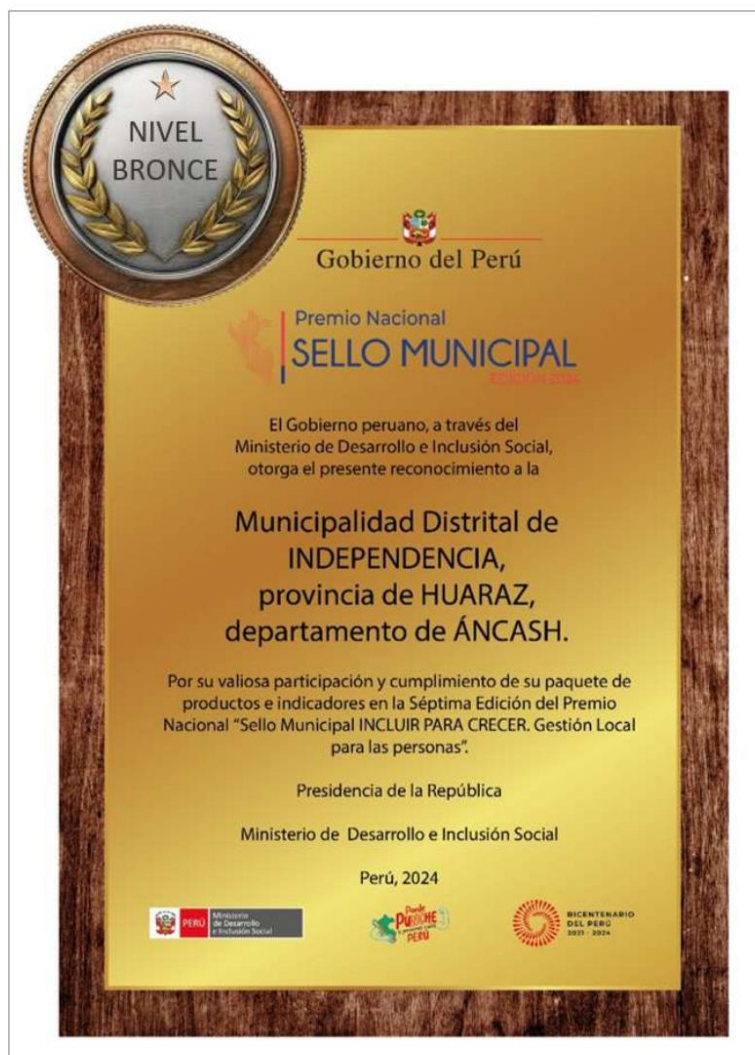 NIVEL
BRONCE
Gobierno del Perú
Premio Nacional
SELLO MUNICIPAL
EDICIÓN 2024
El Gobierno peruano, a través del
Ministerio de Desarrollo e Inclusión Social,
otorga el presente reconocimiento a la
Municipalidad Distrital de
INDEPENDENCIA,
provincia de HUARAZ,
departamento de ÁNCASH.
Por su valiosa participación y cumplimiento de su paquete de
productos e indicadores en la Séptima Edición del Premio
Nacional “Sello Municipal INCLUIR PARA CRECER. Gestión Local
para las personas”.
Presidencia de la República
Ministerio de Desarrollo e Inclusión Social
Perú, 2024
PERÚ
Ministerio
de Desarrollo
e Inclusión Social
Ponte
PERÚ
BICENTENARIO
DEL PERÚ
2021 - 2024